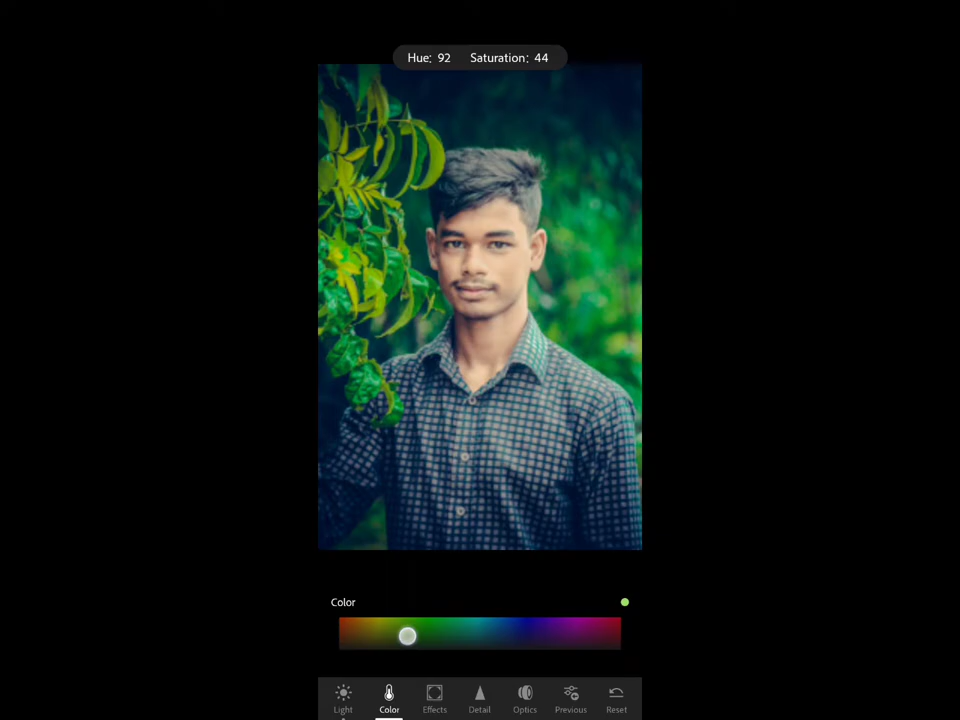 Hue: 92 Saturation: 44
Color
Light Color Effects Detail Optics Previous Reset